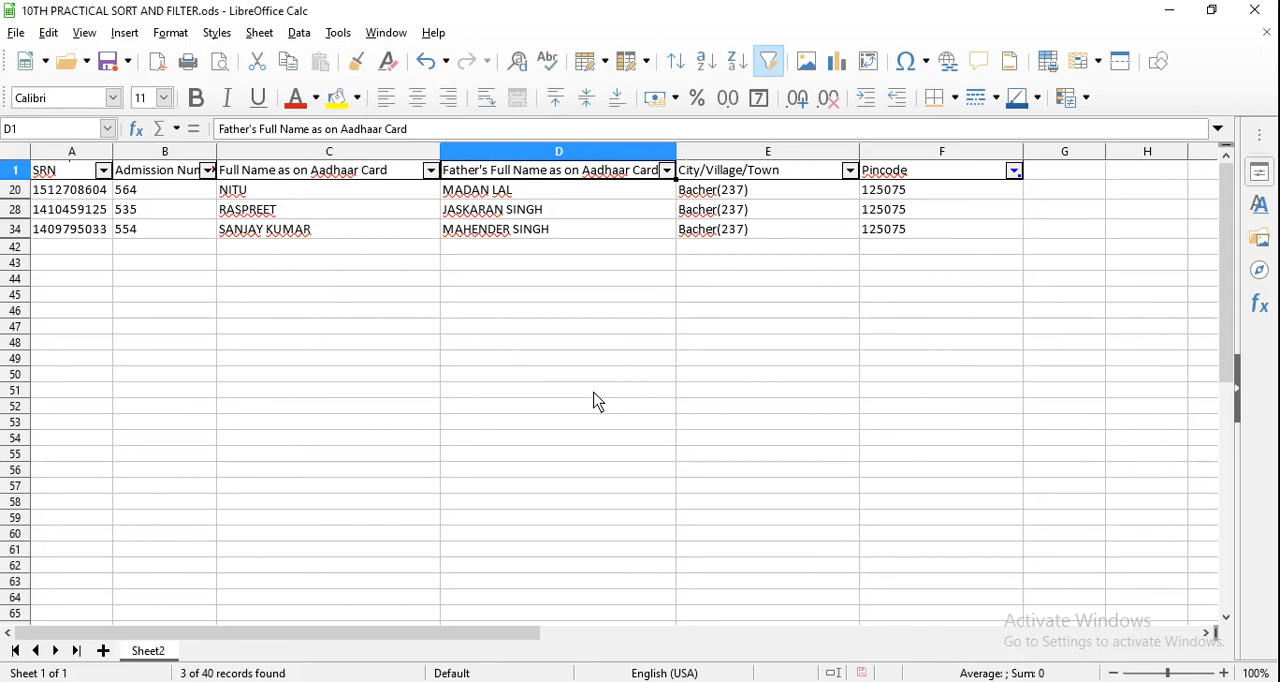 10TH PRACTICAL SORT AND FILTER.ods - LibreOffice Calc
File Edit View Insert Format Styles Sheet Data Tools Window Help
Calibri 11
D1 Father's Full Name as on Aadhaar Card
A B C D E F G H
1 SRN Admission Num Full Name as on Aadhaar Card Father's Full Name as on Aadhaar Card City/Village/Town Pincode
20 1512708604 564 NITU MADAN LAL Bacher(237) 125075
28 1410459125 535 RASPREET JASKARAN SINGH Bacher(237) 125075
34 1409795033 554 SANJAY KUMAR MAHENDER SINGH Bacher(237) 125075
42
43
44
45
46
47
48
49
50
51
52
53
54
55
56
57
58
59
60
61
62
63
64
65
Activate Windows
Go to Settings to activate Windows.
Sheet2
Sheet 1 of 1 3 of 40 records found Default English (USA) Average: ; Sum: 0 100%